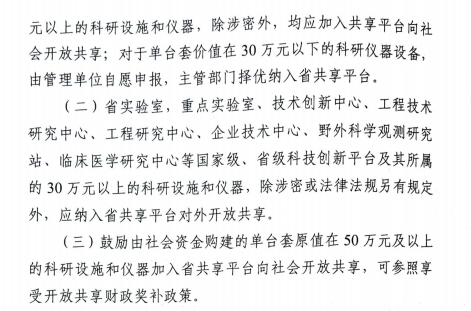 元以上的科研设施和仪器，除涉密外，均应加入共享平台向社
会开放共享；对于单台套价值在 30 万元以下的科研仪器设备，
由管理单位自愿申报，主管部门择优纳入省共享平台。
（二）省实验室，重点实验室、技术创新中心、工程技术
研究中心、工程研究中心、企业技术中心、野外科学观测研究
站、临床医学研究中心等国家级、省级科技创新平台及其所属
的 30 万元以上的科研设施和仪器，除涉密或法律法规另有规定
外，应纳入省共享平台对外开放共享。
（三）鼓励由社会资金购建的单台套原值在 50 万元及以上
的科研设施和仪器加入省共享平台向社会开放共享，可参照享
受开放共享财政奖补政策。